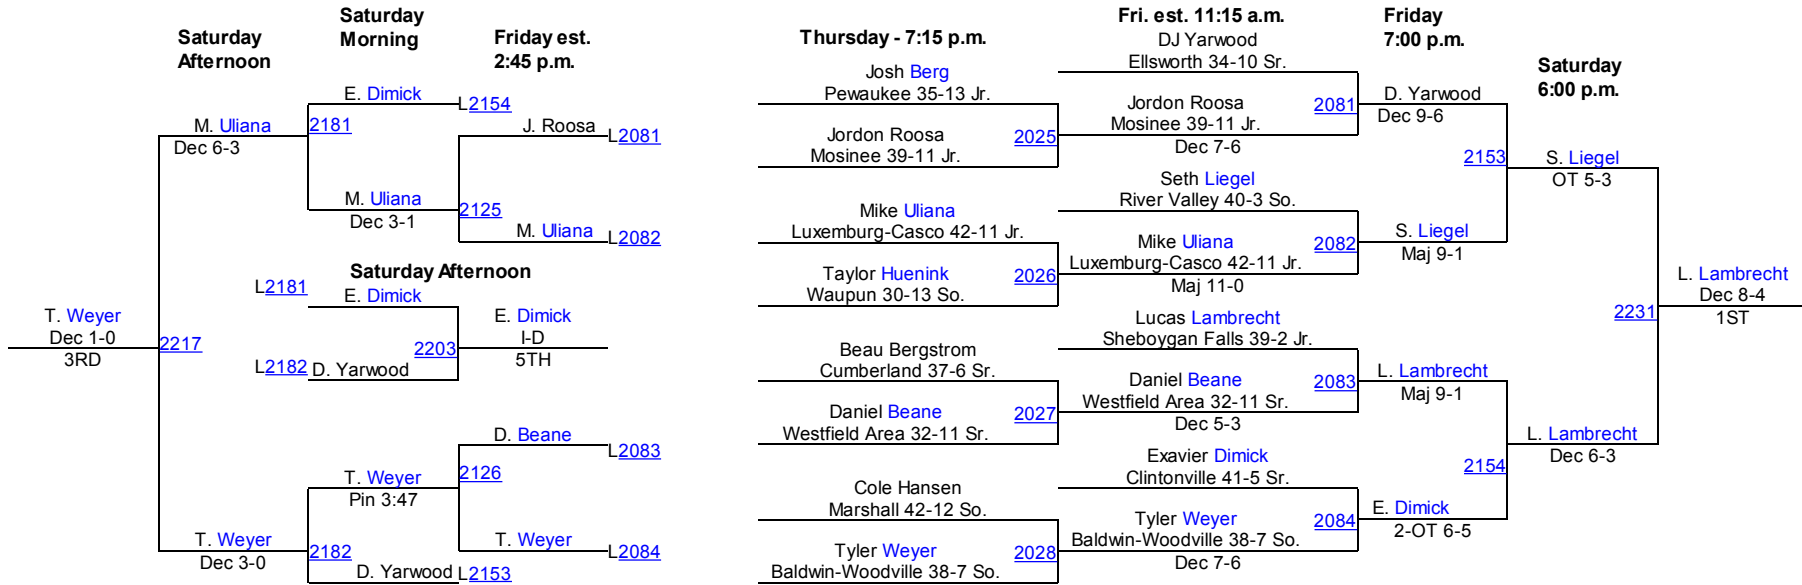 Saturday
Afternoon
Saturday
Morning
Friday est.
2:45 p.m.
E. Dimick
L2154
M. Uliana
2181
Dec 6-3
J. Roosa
L2081
M. Uliana
2125
Dec 3-1
M. Uliana
L2082
Saturday Afternoon
L2181
E. Dimick
T. Weyer
Dec 1-0
3RD
2217
2203
E. Dimick
I-D
5TH
L2182
D. Yarwood
D. Beane
L2083
T. Weyer
2126
Pin 3:47
T. Weyer
L2084
T. Weyer
2182
Dec 3-0
D. Yarwood
L2153
Thursday - 7:15 p.m.
Josh Berg
Pewaukee 35-13 Jr.
Jordon Roosa
Mosinee 39-11 Jr.
2025
Mike Uliana
Luxemburg-Casco 42-11 Jr.
Taylor Huenink
Waupun 30-13 So.
2026
Beau Bergstrom
Cumberland 37-6 Sr.
Daniel Beane
Westfield Area 32-11 Sr.
2027
Cole Hansen
Marshall 42-12 So.
Tyler Weyer
Baldwin-Woodville 38-7 So.
2028
Fri. est. 11:15 a.m.
DJ Yarwood
Ellsworth 34-10 Sr.
Jordon Roosa
Mosinee 39-11 Jr.
Dec 7-6
2081
Seth Liegel
River Valley 40-3 So.
Mike Uliana
Luxemburg-Casco 42-11 Jr.
Maj 11-0
2082
Lucas Lambrecht
Sheboygan Falls 39-2 Jr.
Daniel Beane
Westfield Area 32-11 Sr.
Dec 5-3
2083
Exavier Dimick
Clintonville 41-5 Sr.
Tyler Weyer
Baldwin-Woodville 38-7 So.
Dec 7-6
2084
Friday
7:00 p.m.
D. Yarwood
Dec 9-6
2153
S. Liegel
Maj 9-1
L. Lambrecht
Maj 9-1
2154
E. Dimick
2-OT 6-5
Saturday
6:00 p.m.
S. Liegel
OT 5-3
2231
L. Lambrecht
Dec 6-3
L. Lambrecht
Dec 8-4
1ST